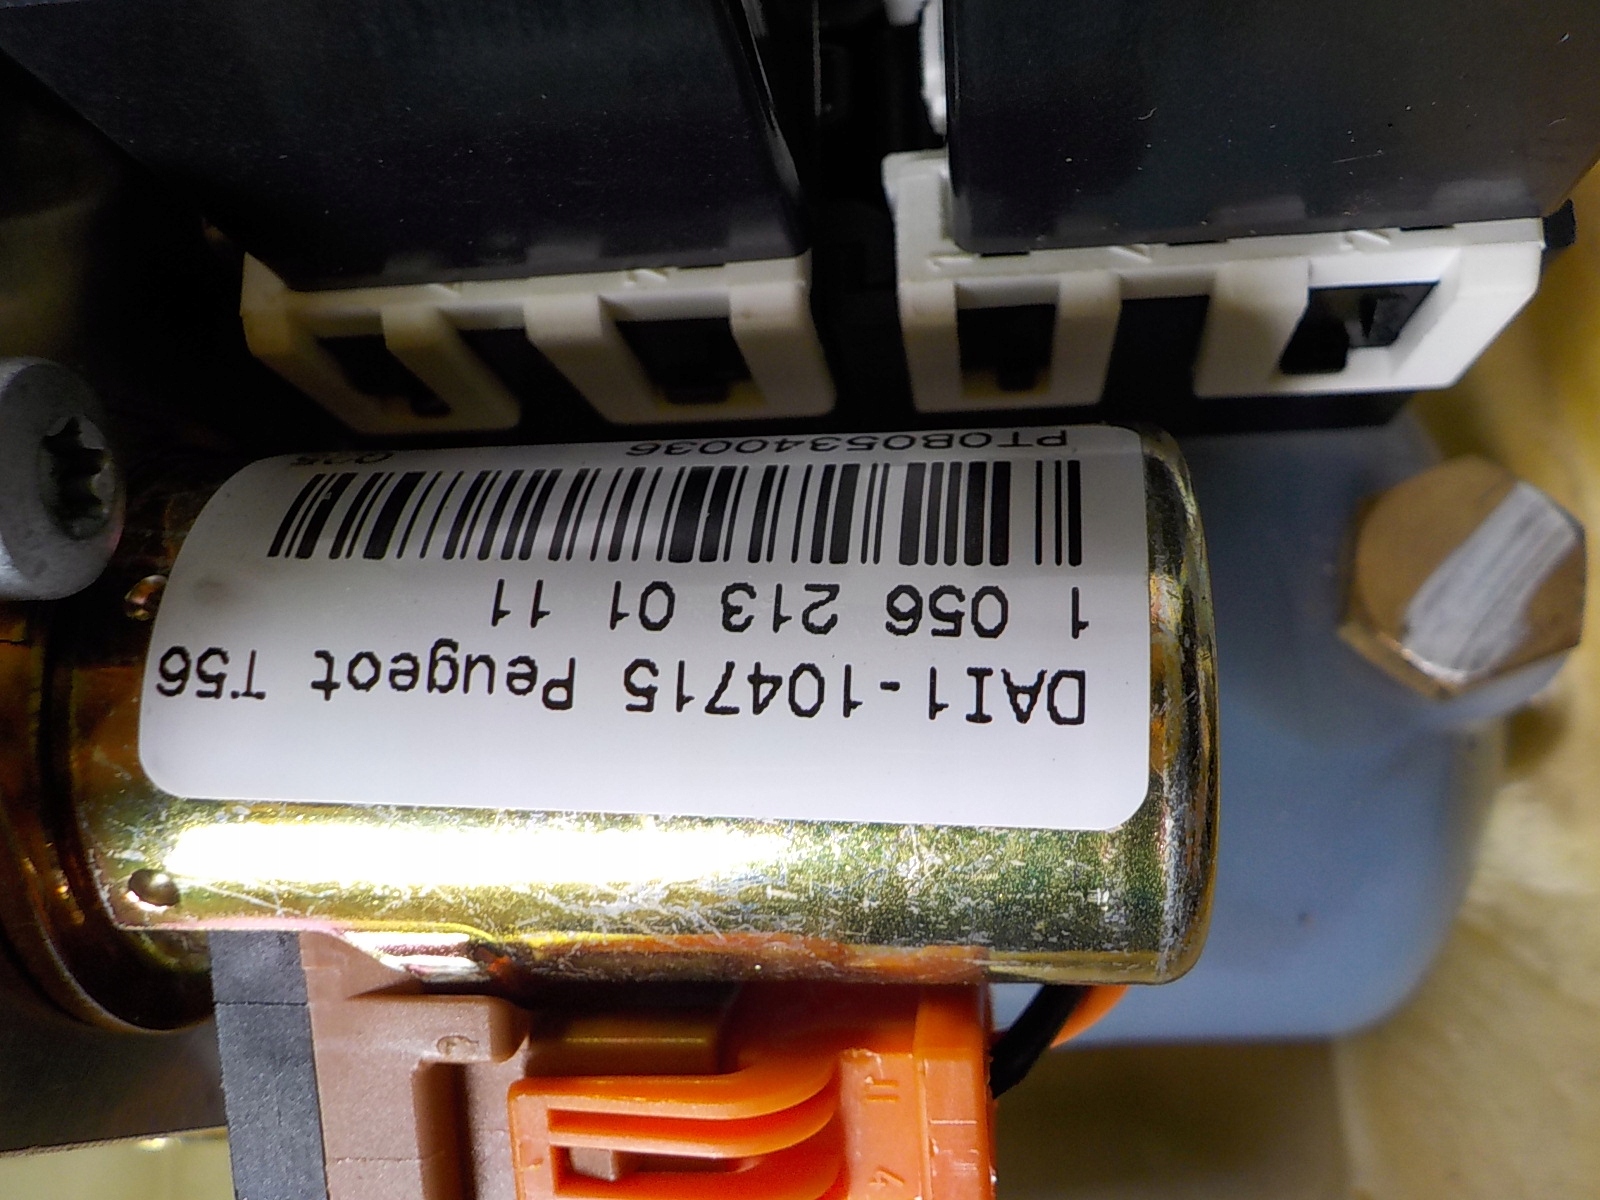 DAI1-104715 Peugeot T56
1 056 213 01 11
PT0B05340036